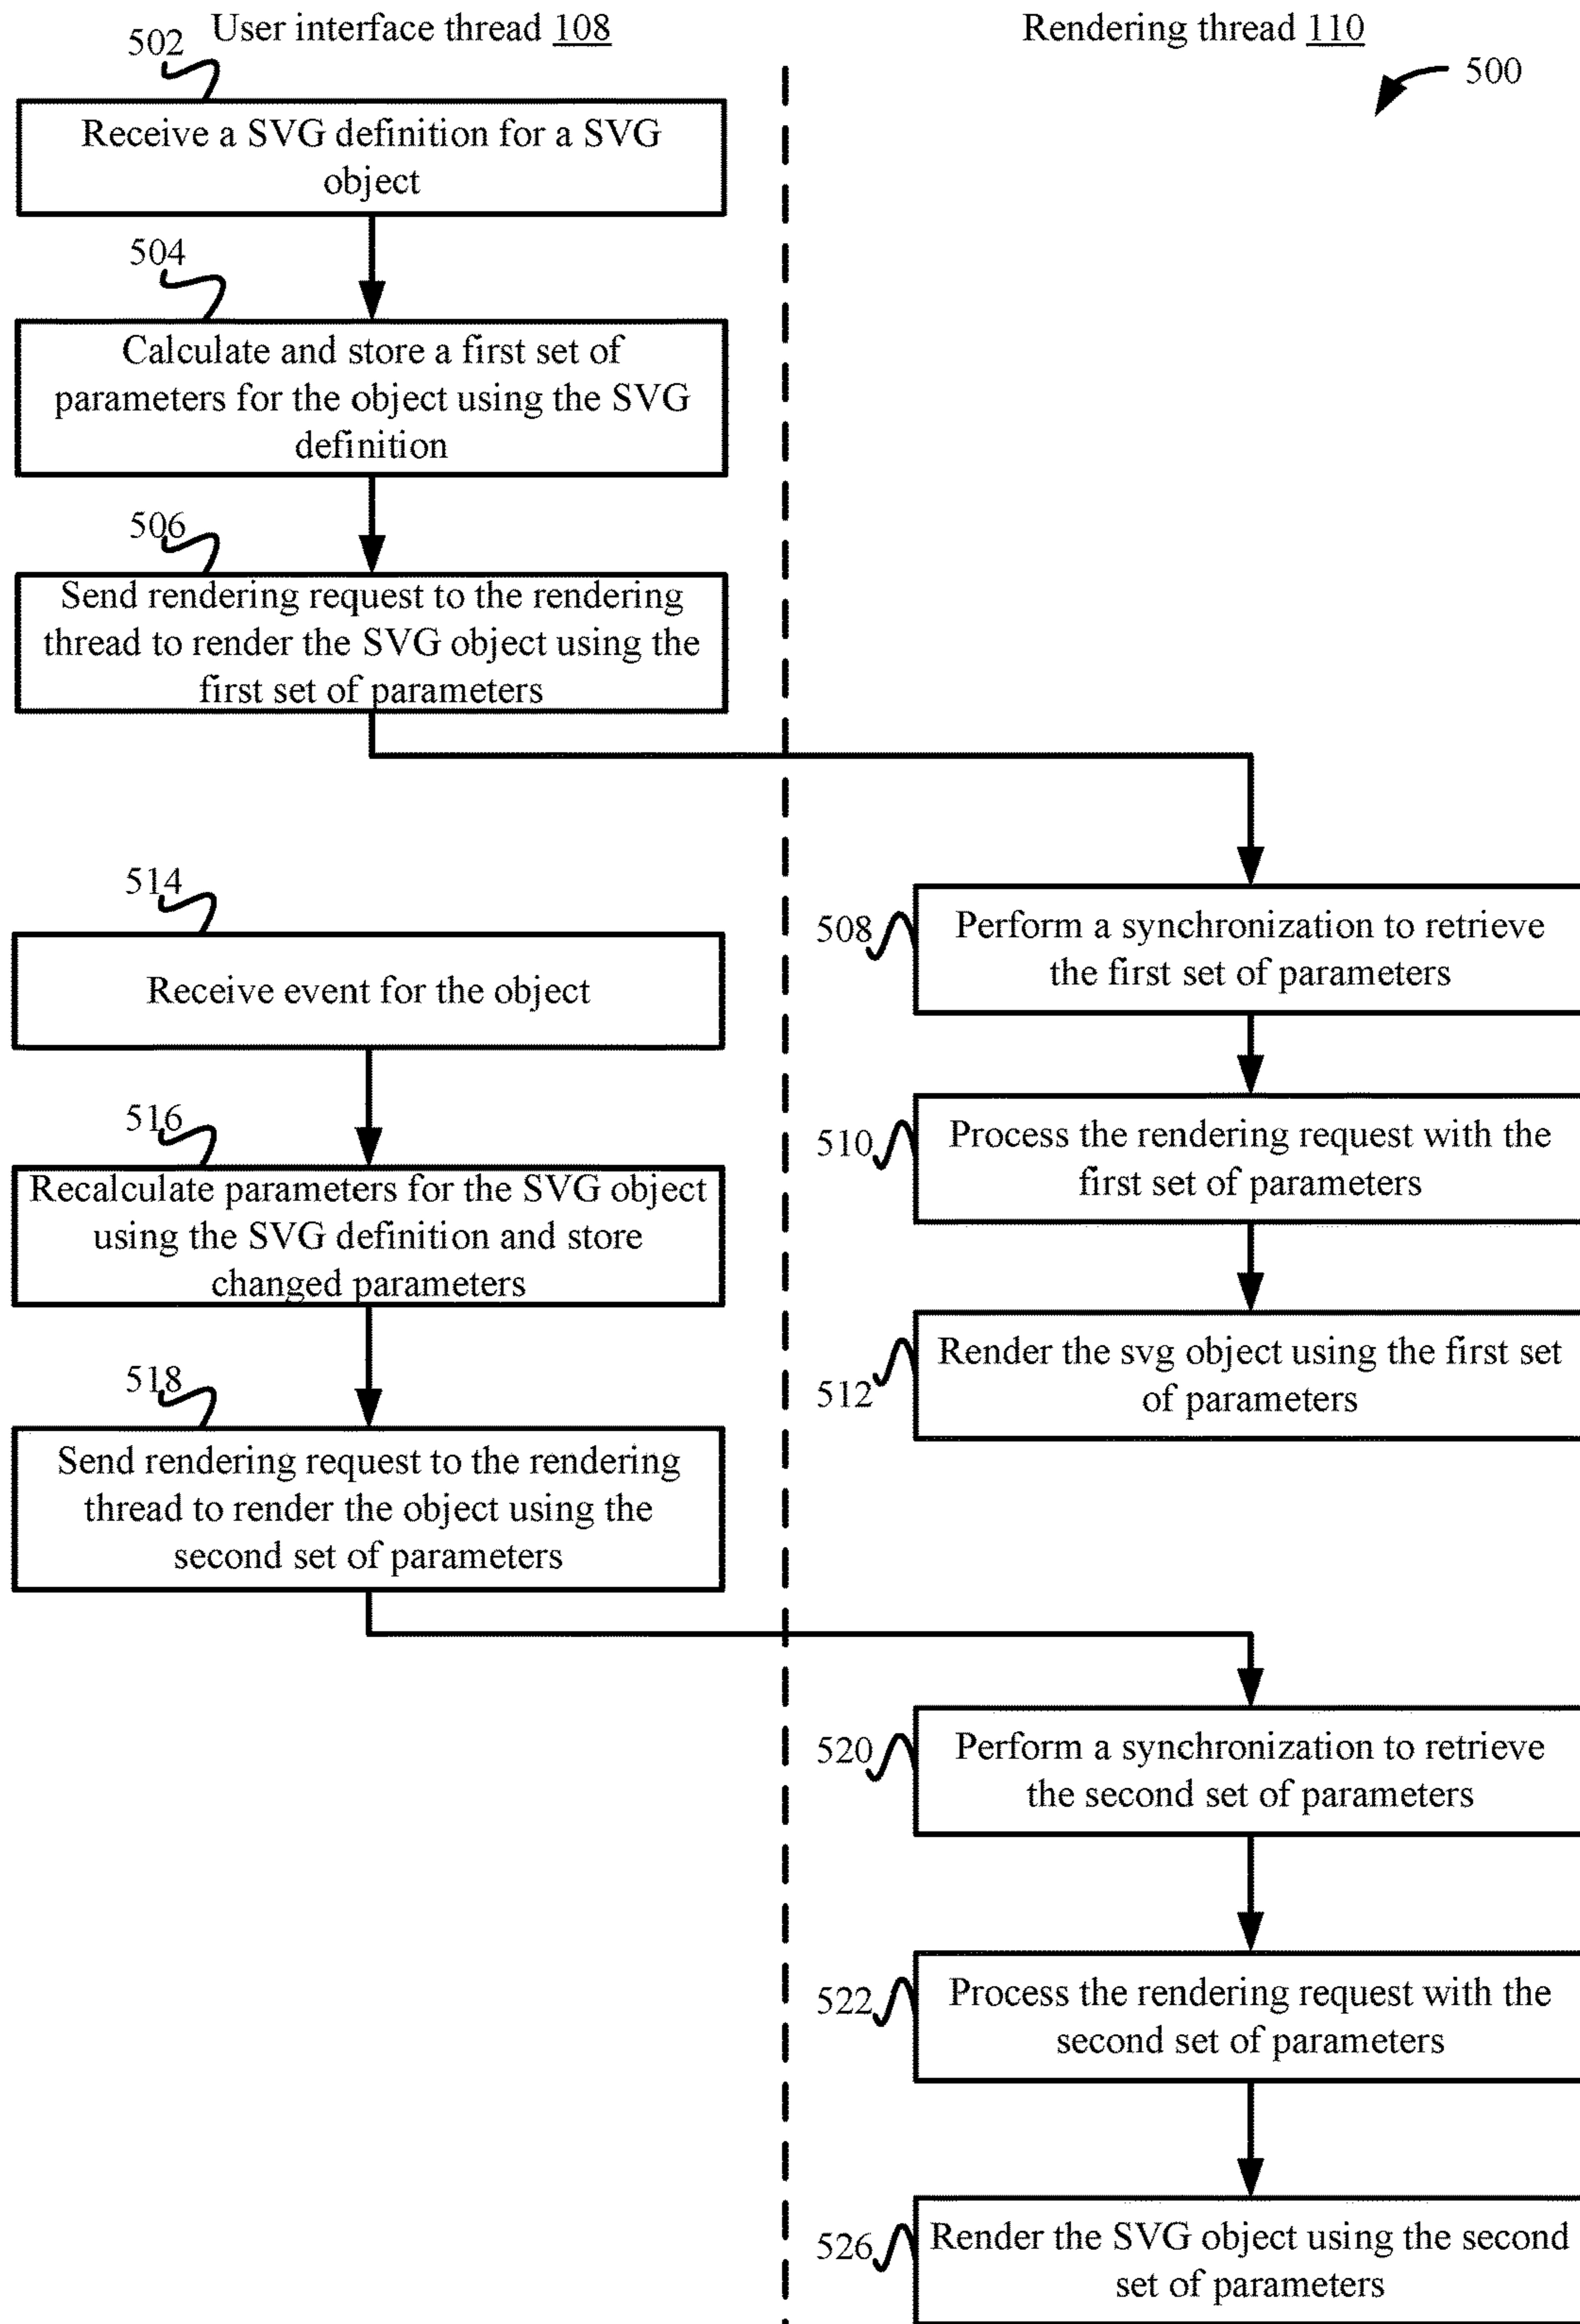 User interface thread 108
Rendering thread 110
500
502
Receive a SVG definition for a SVG
object
504
Calculate and store a first set of
parameters for the object using the SVG
definition
506
Send rendering request to the rendering
thread to render the SVG object using the
first set of parameters
508
Perform a synchronization to retrieve
the first set of parameters
510
Process the rendering request with the
first set of parameters
512
Render the svg object using the first set
of parameters
514
Receive event for the object
516
Recalculate parameters for the SVG object
using the SVG definition and store
changed parameters
518
Send rendering request to the rendering
thread to render the object using the
second set of parameters
520
Perform a synchronization to retrieve
the second set of parameters
522
Process the rendering request with the
second set of parameters
526
Render the SVG object using the second
set of parameters